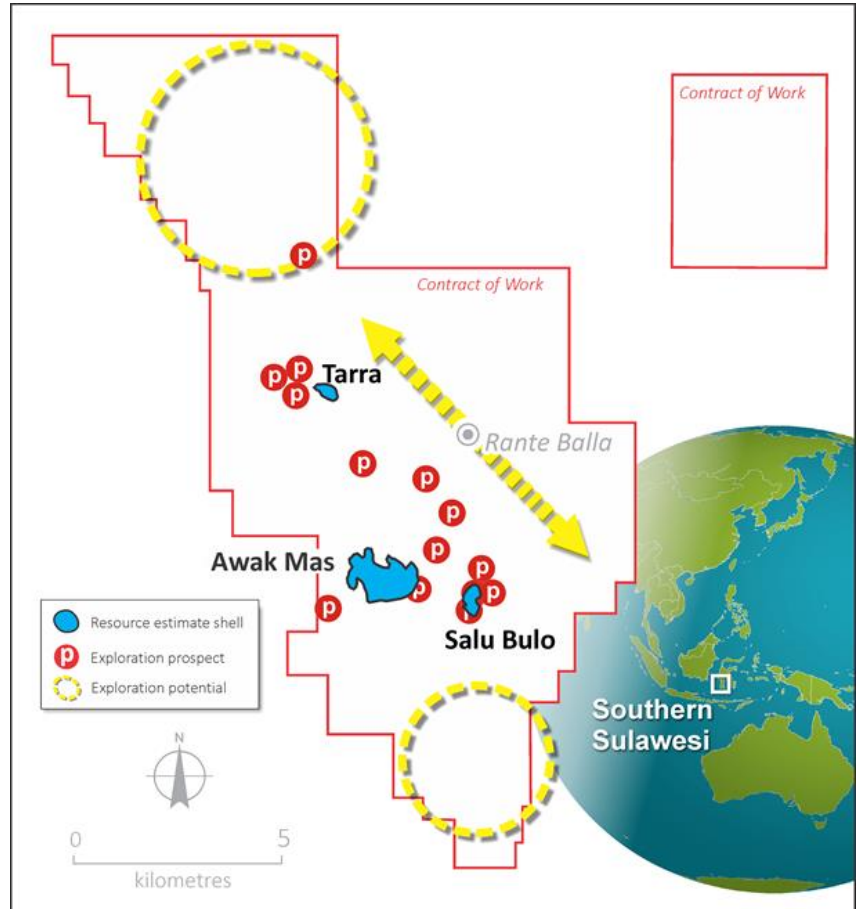 Contract of Work
Contract of Work
p
p
p
p
Tarra
Rante Balla
p
p
p
p
Awak Mas
p
p
p
p
p
p
Salu Bulo
Resource estimate shell
p
Exploration prospect
Exploration potential
Southern
Sulawesi
N
0
5
kilometres